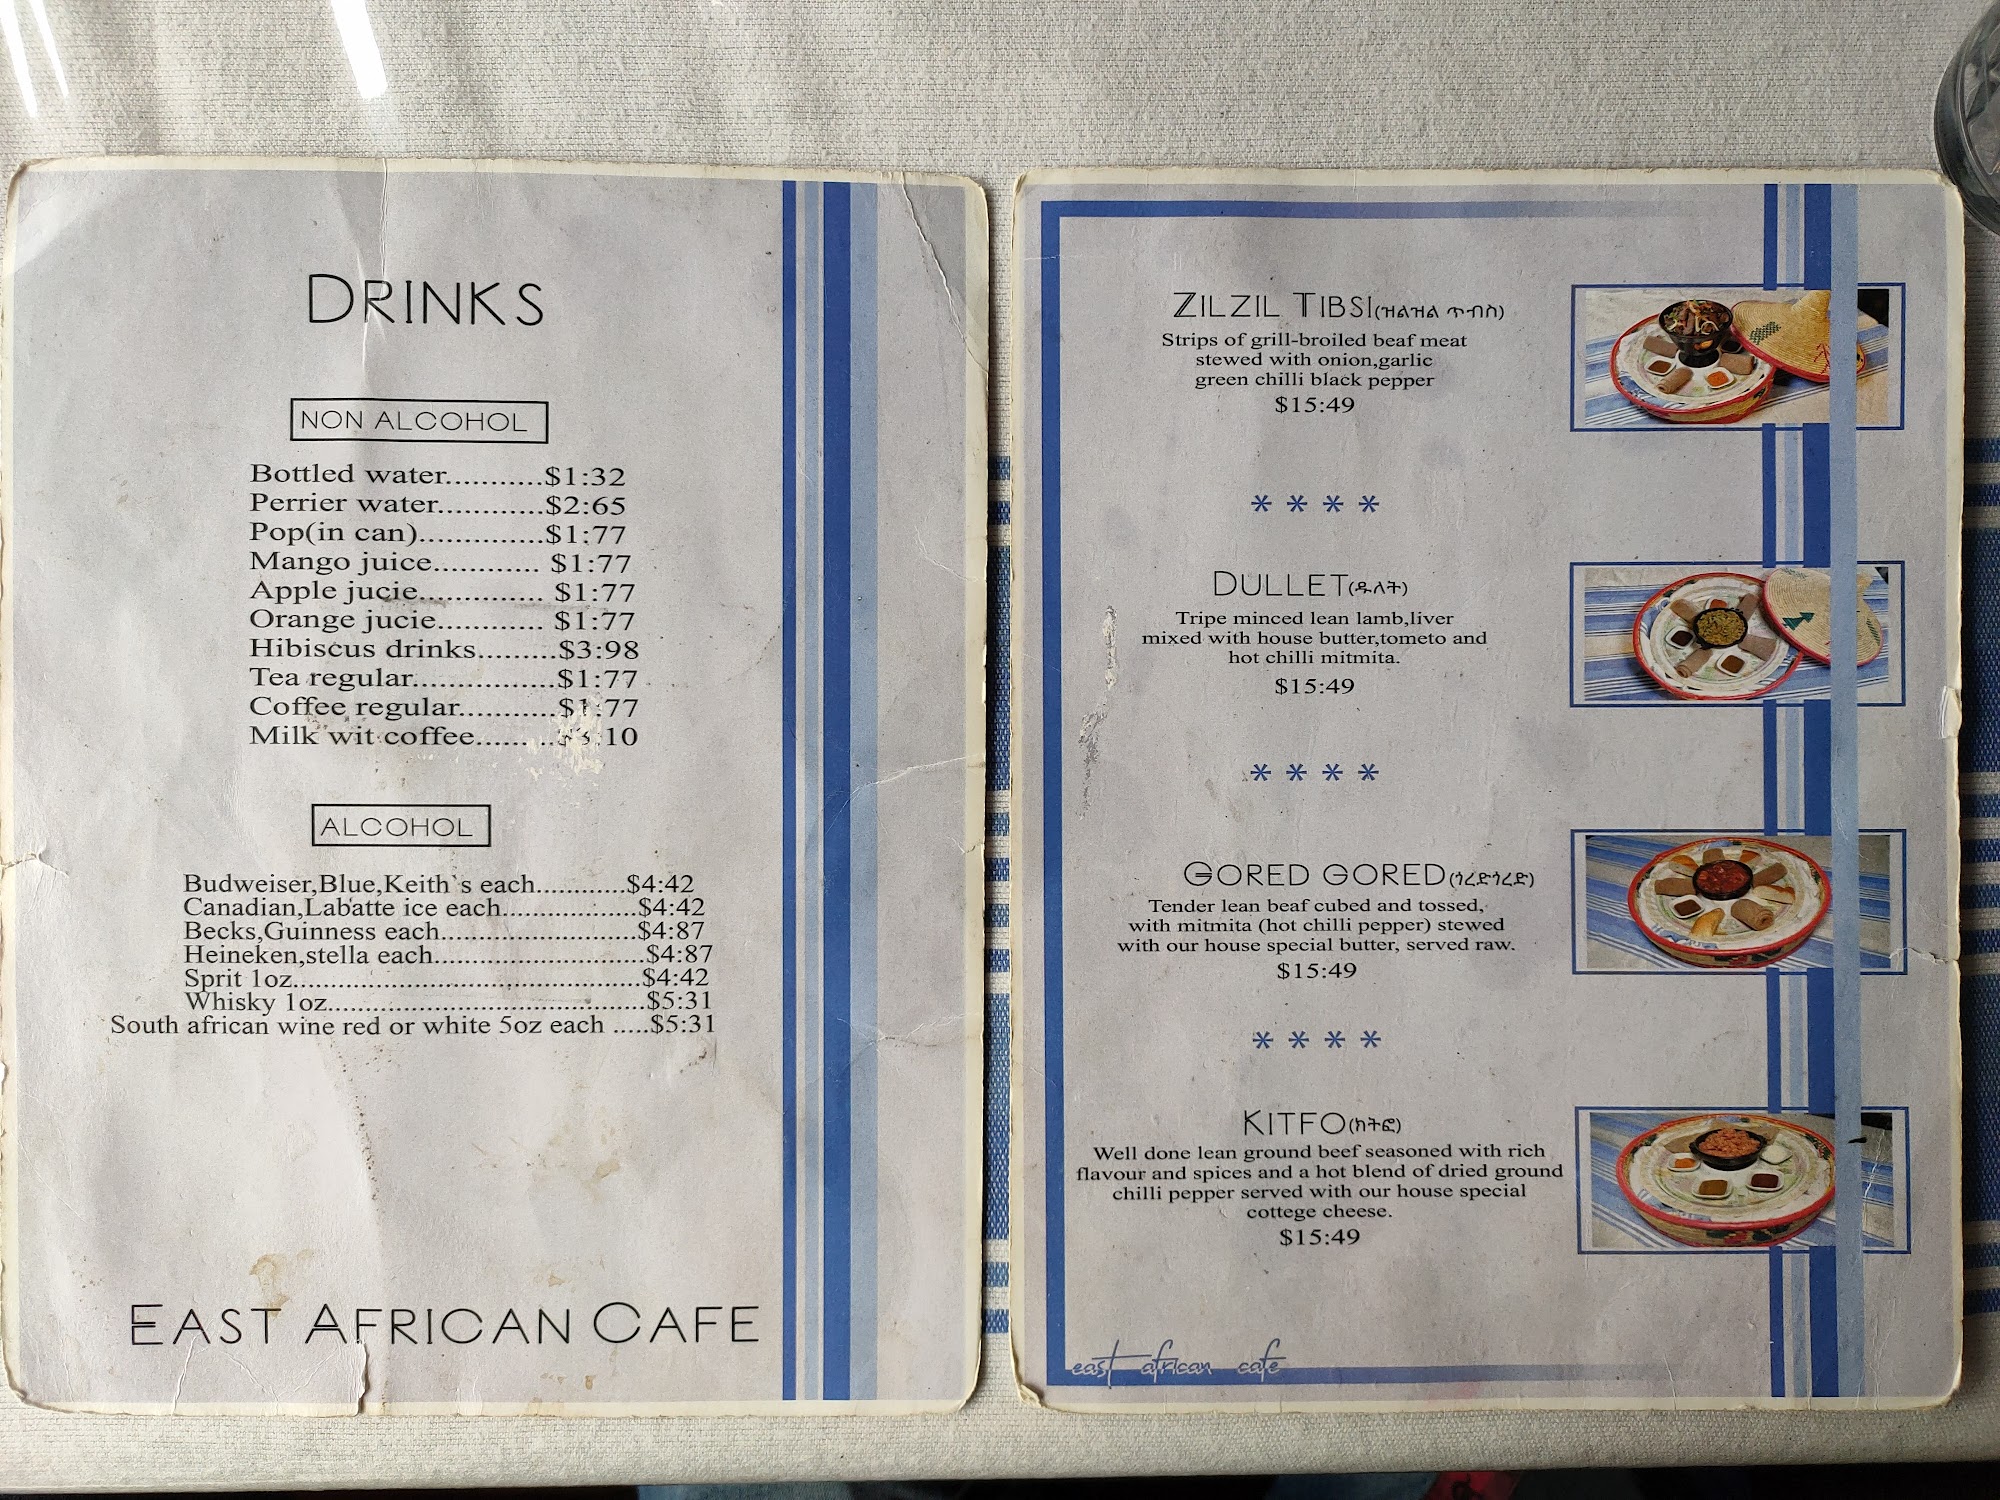 DRINKS
NON ALCOHOL
Bottled water...........$1:32
Perrier water............$2:65
Pop(in can)..............$1:77
Mango juice............ $1:77
Apple jucie.............. $1:77
Orange jucie............ $1:77
Hibiscus drinks.........$3:98
Tea regular................$1:77
Coffee regular...........$1:77
Milk wit coffee...... ..$3:10
ALCOHOL
Budweiser,Blue,Keith`s each............$4:42
Canadian,Labatte ice each..................$4:42
Becks,Guinness each..........................$4:87
Heineken,stella each............................$4:87
Sprit 1oz..............................................$4:42
Whisky 1oz..........................................$5:31
South african wine red or white 5oz each .....$5:31
EAST AFRICAN CAFE
ZILZIL TIBSI(ዝልዝል ጥብስ)
Strips of grill-broiled beaf meat
stewed with onion,garlic
green chilli black pepper
$15:49
****
DULLET(ዱለት)
Tripe minced lean lamb,liver
mixed with house butter,tometo and
hot chilli mitmita.
$15:49
****
GORED GORED(ጎረድጎረድ)
Tender lean beaf cubed and tossed,
with mitmita (hot chilli pepper) stewed
with our house special butter, served raw.
$15:49
****
KITFO(ክትፎ)
Well done lean ground beef seasoned with rich
flavour and spices and a hot blend of dried ground
chilli pepper served with our house special
cottege cheese.
$15:49
east african cafe